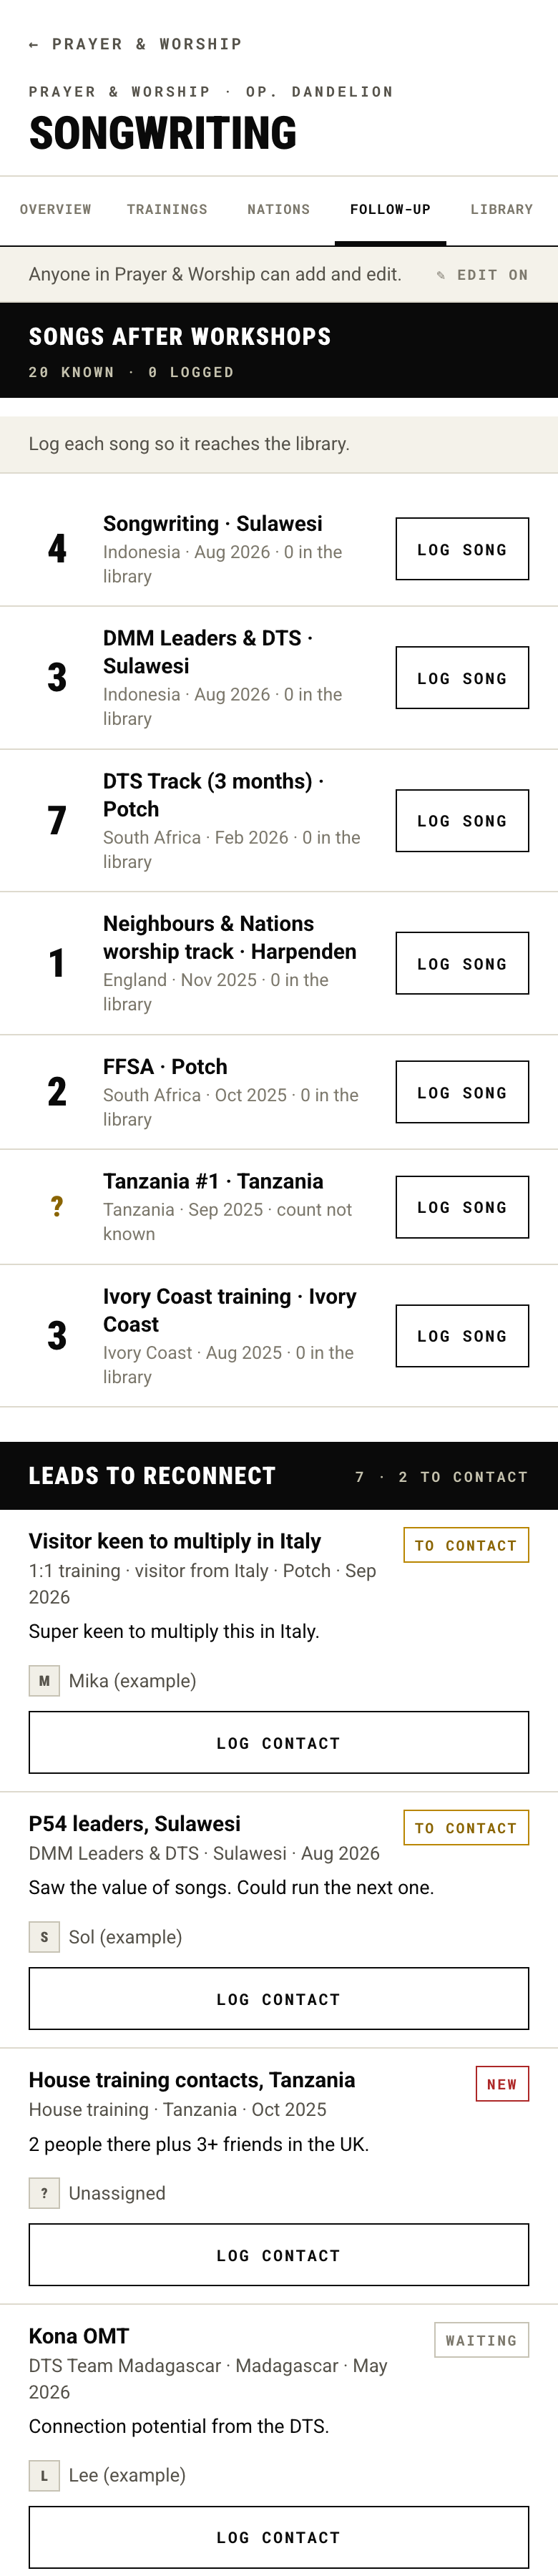 ← PRAYER & WORSHIP
PRAYER & WORSHIP · OP. DANDELION
SONGWRITING
OVERVIEW TRAININGS NATIONS FOLLOW-UP LIBRARY
Anyone in Prayer & Worship can add and edit. ✎ EDIT ON
SONGS AFTER WORKSHOPS
20 KNOWN · 0 LOGGED
Log each song so it reaches the library.
4
Songwriting · Sulawesi
Indonesia · Aug 2026 · 0 in the
library
LOG SONG
3
DMM Leaders & DTS ·
Sulawesi
Indonesia · Aug 2026 · 0 in the
library
LOG SONG
7
DTS Track (3 months) ·
Potch
South Africa · Feb 2026 · 0 in the
library
LOG SONG
1
Neighbours & Nations
worship track · Harpenden
England · Nov 2025 · 0 in the
library
LOG SONG
2
FFSA · Potch
South Africa · Oct 2025 · 0 in the
library
LOG SONG
?
Tanzania #1 · Tanzania
Tanzania · Sep 2025 · count not
known
LOG SONG
3
Ivory Coast training · Ivory
Coast
Ivory Coast · Aug 2025 · 0 in the
library
LOG SONG
LEADS TO RECONNECT 7 · 2 TO CONTACT
Visitor keen to multiply in Italy TO CONTACT
1:1 training · visitor from Italy · Potch · Sep
2026
Super keen to multiply this in Italy.
M Mika (example)
LOG CONTACT
P54 leaders, Sulawesi TO CONTACT
DMM Leaders & DTS · Sulawesi · Aug 2026
Saw the value of songs. Could run the next one.
S Sol (example)
LOG CONTACT
House training contacts, Tanzania NEW
House training · Tanzania · Oct 2025
2 people there plus 3+ friends in the UK.
? Unassigned
LOG CONTACT
Kona OMT WAITING
DTS Team Madagascar · Madagascar · May
2026
Connection potential from the DTS.
L Lee (example)
LOG CONTACT